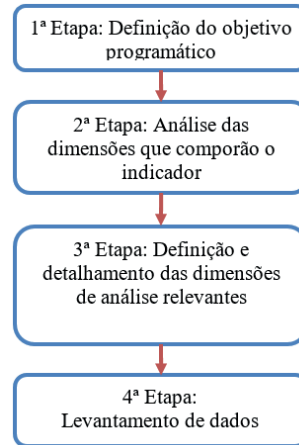 1ª Etapa: Definição do objetivo
programático
2ª Etapa: Análise das
dimensões que comporão o
indicador
3ª Etapa: Definição e
detalhamento das dimensões
de análise relevantes
4ª Etapa:
Levantamento de dados